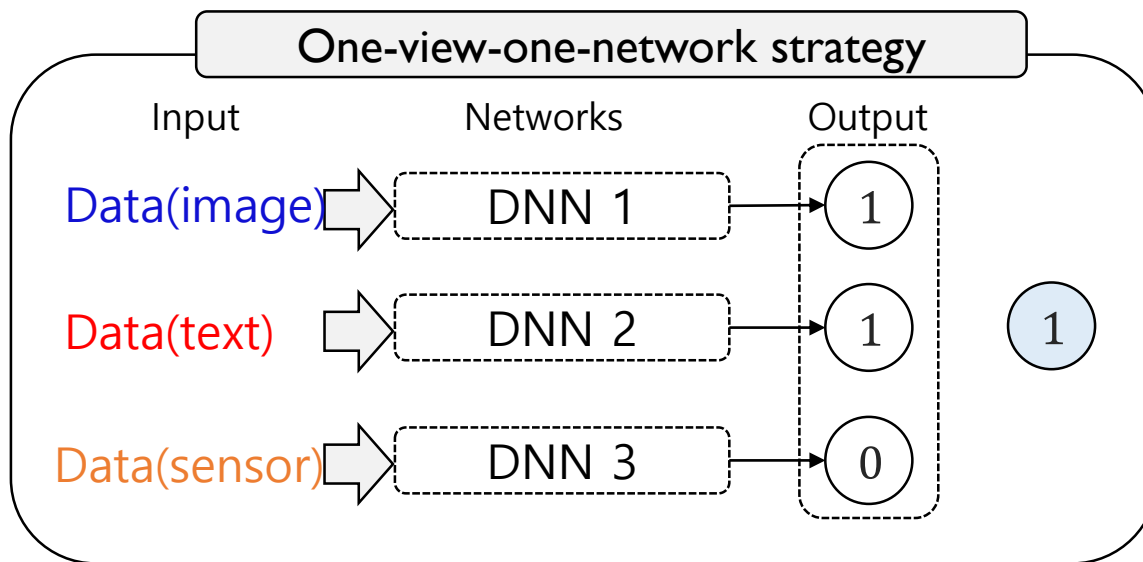 One-view-one-network strategy
Input Networks Output
Data(image) DNN 1 1
Data(text) DNN 2 1 1
Data(sensor) DNN 3 0